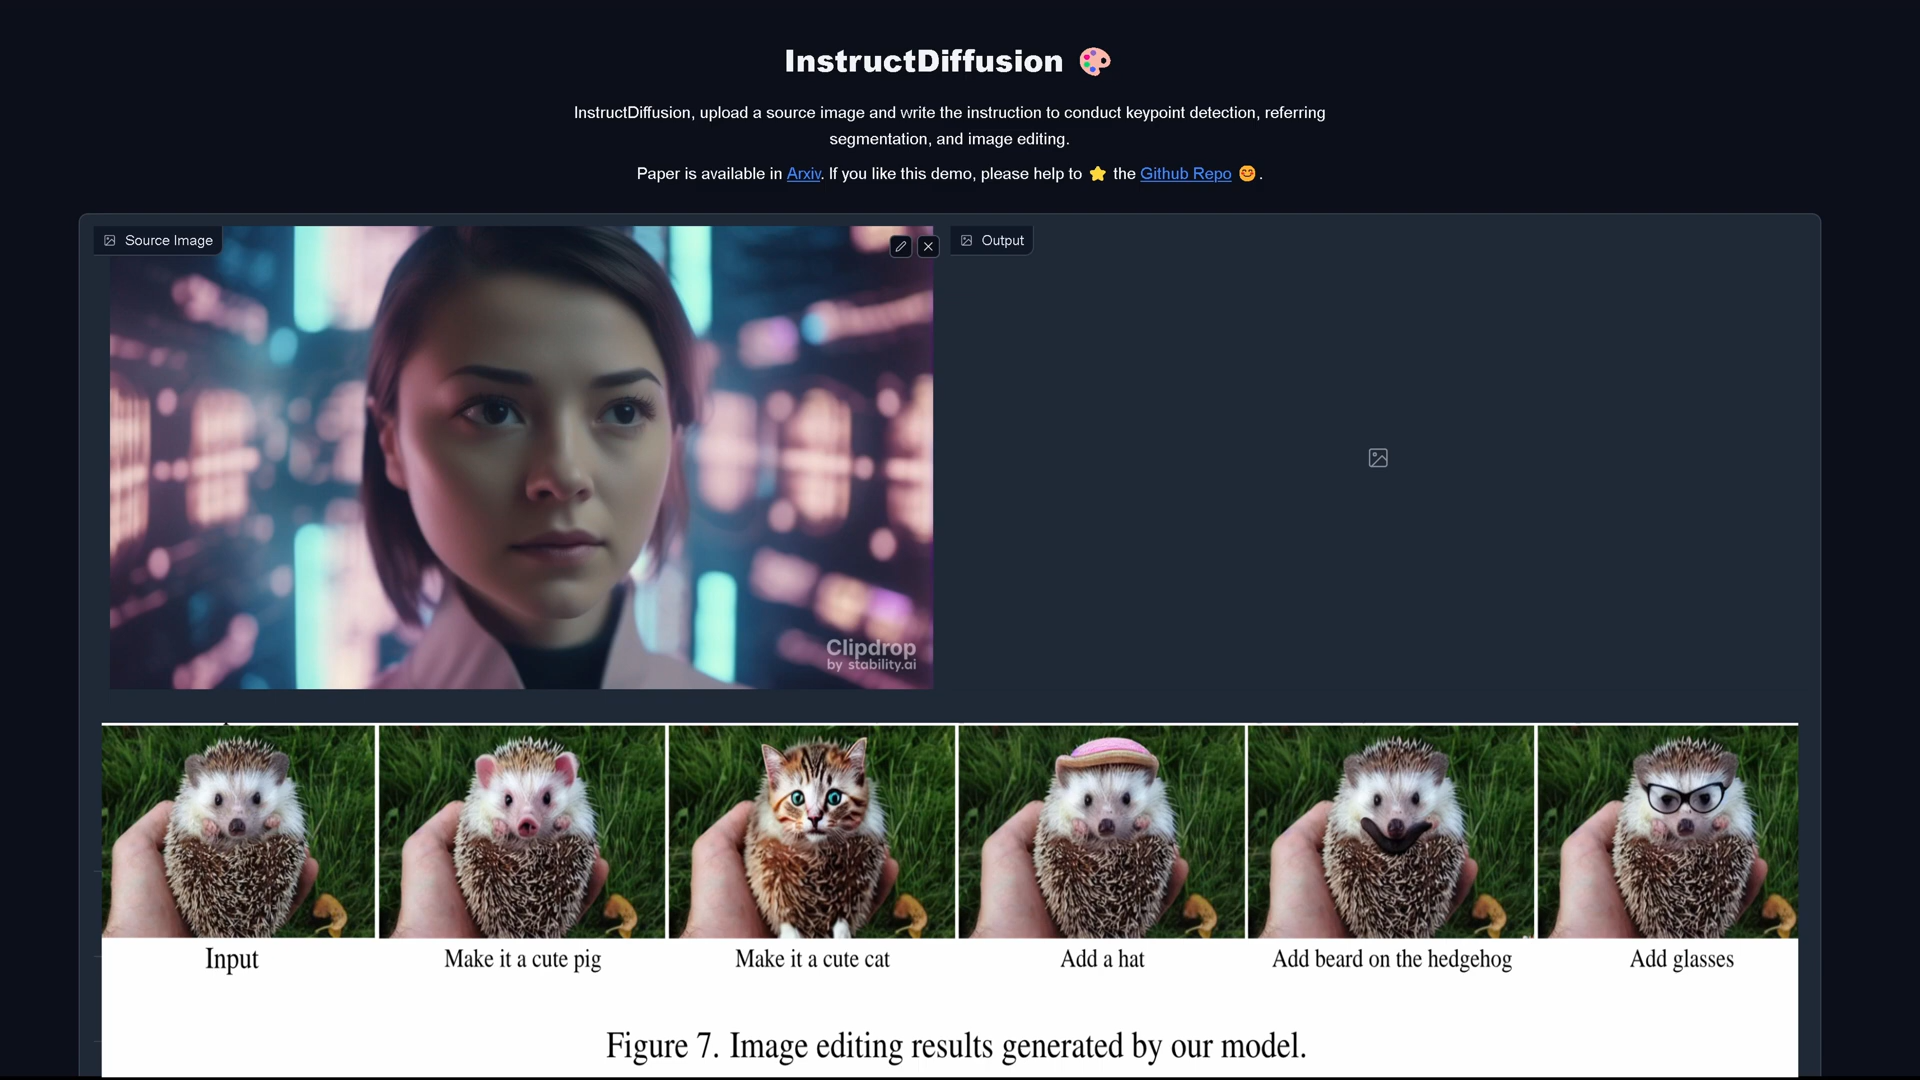 InstructDiffusion 🎨
InstructDiffusion, upload a source image and write the instruction to conduct keypoint detection, referring
segmentation, and image editing.
Paper is available in Arxiv. If you like this demo, please help to ⭐ the Github Repo 😊.
Source Image
Output
Clipdrop
by stability.ai
Input
Make it a cute pig
Make it a cute cat
Add a hat
Add beard on the hedgehog
Add glasses
Figure 7. Image editing results generated by our model.